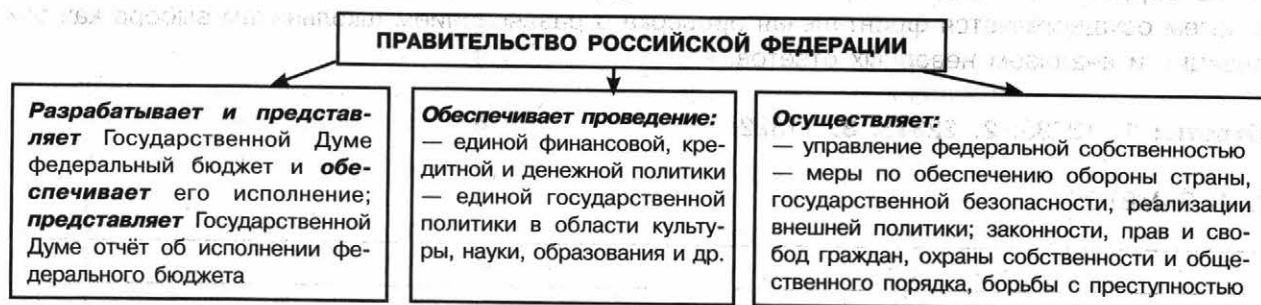 ПРАВИТЕЛЬСТВО РОССИЙСКОЙ ФЕДЕРАЦИИ
Разрабатывает и представ-
ляет Государственной Думе
федеральный бюджет и обе-
спечивает его исполнение;
представляет Государственной
Думе отчёт об исполнении фе-
дерального бюджета
Обеспечивает проведение:
— единой финансовой, кре-
дитной и денежной политики
— единой государственной
политики в области культу-
ры, науки, образования и др.
Осуществляет:
— управление федеральной собственностью
— меры по обеспечению обороны страны,
государственной безопасности, реализации
внешней политики; законности, прав и сво-
бод граждан, охраны собственности и обще-
ственного порядка, борьбы с преступностью